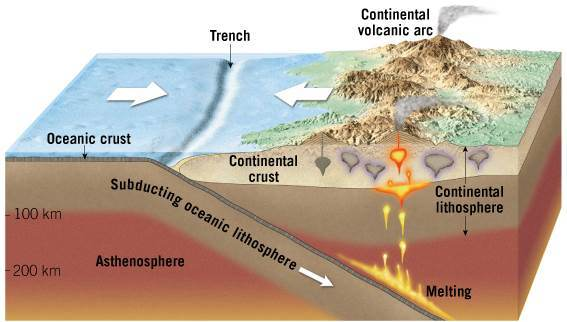 Continental
volcanic arc
Trench
Oceanic crust
Continental
crust
Continental
lithosphere
Subducting oceanic lithosphere
100 km
200 km
Asthenosphere
Melting